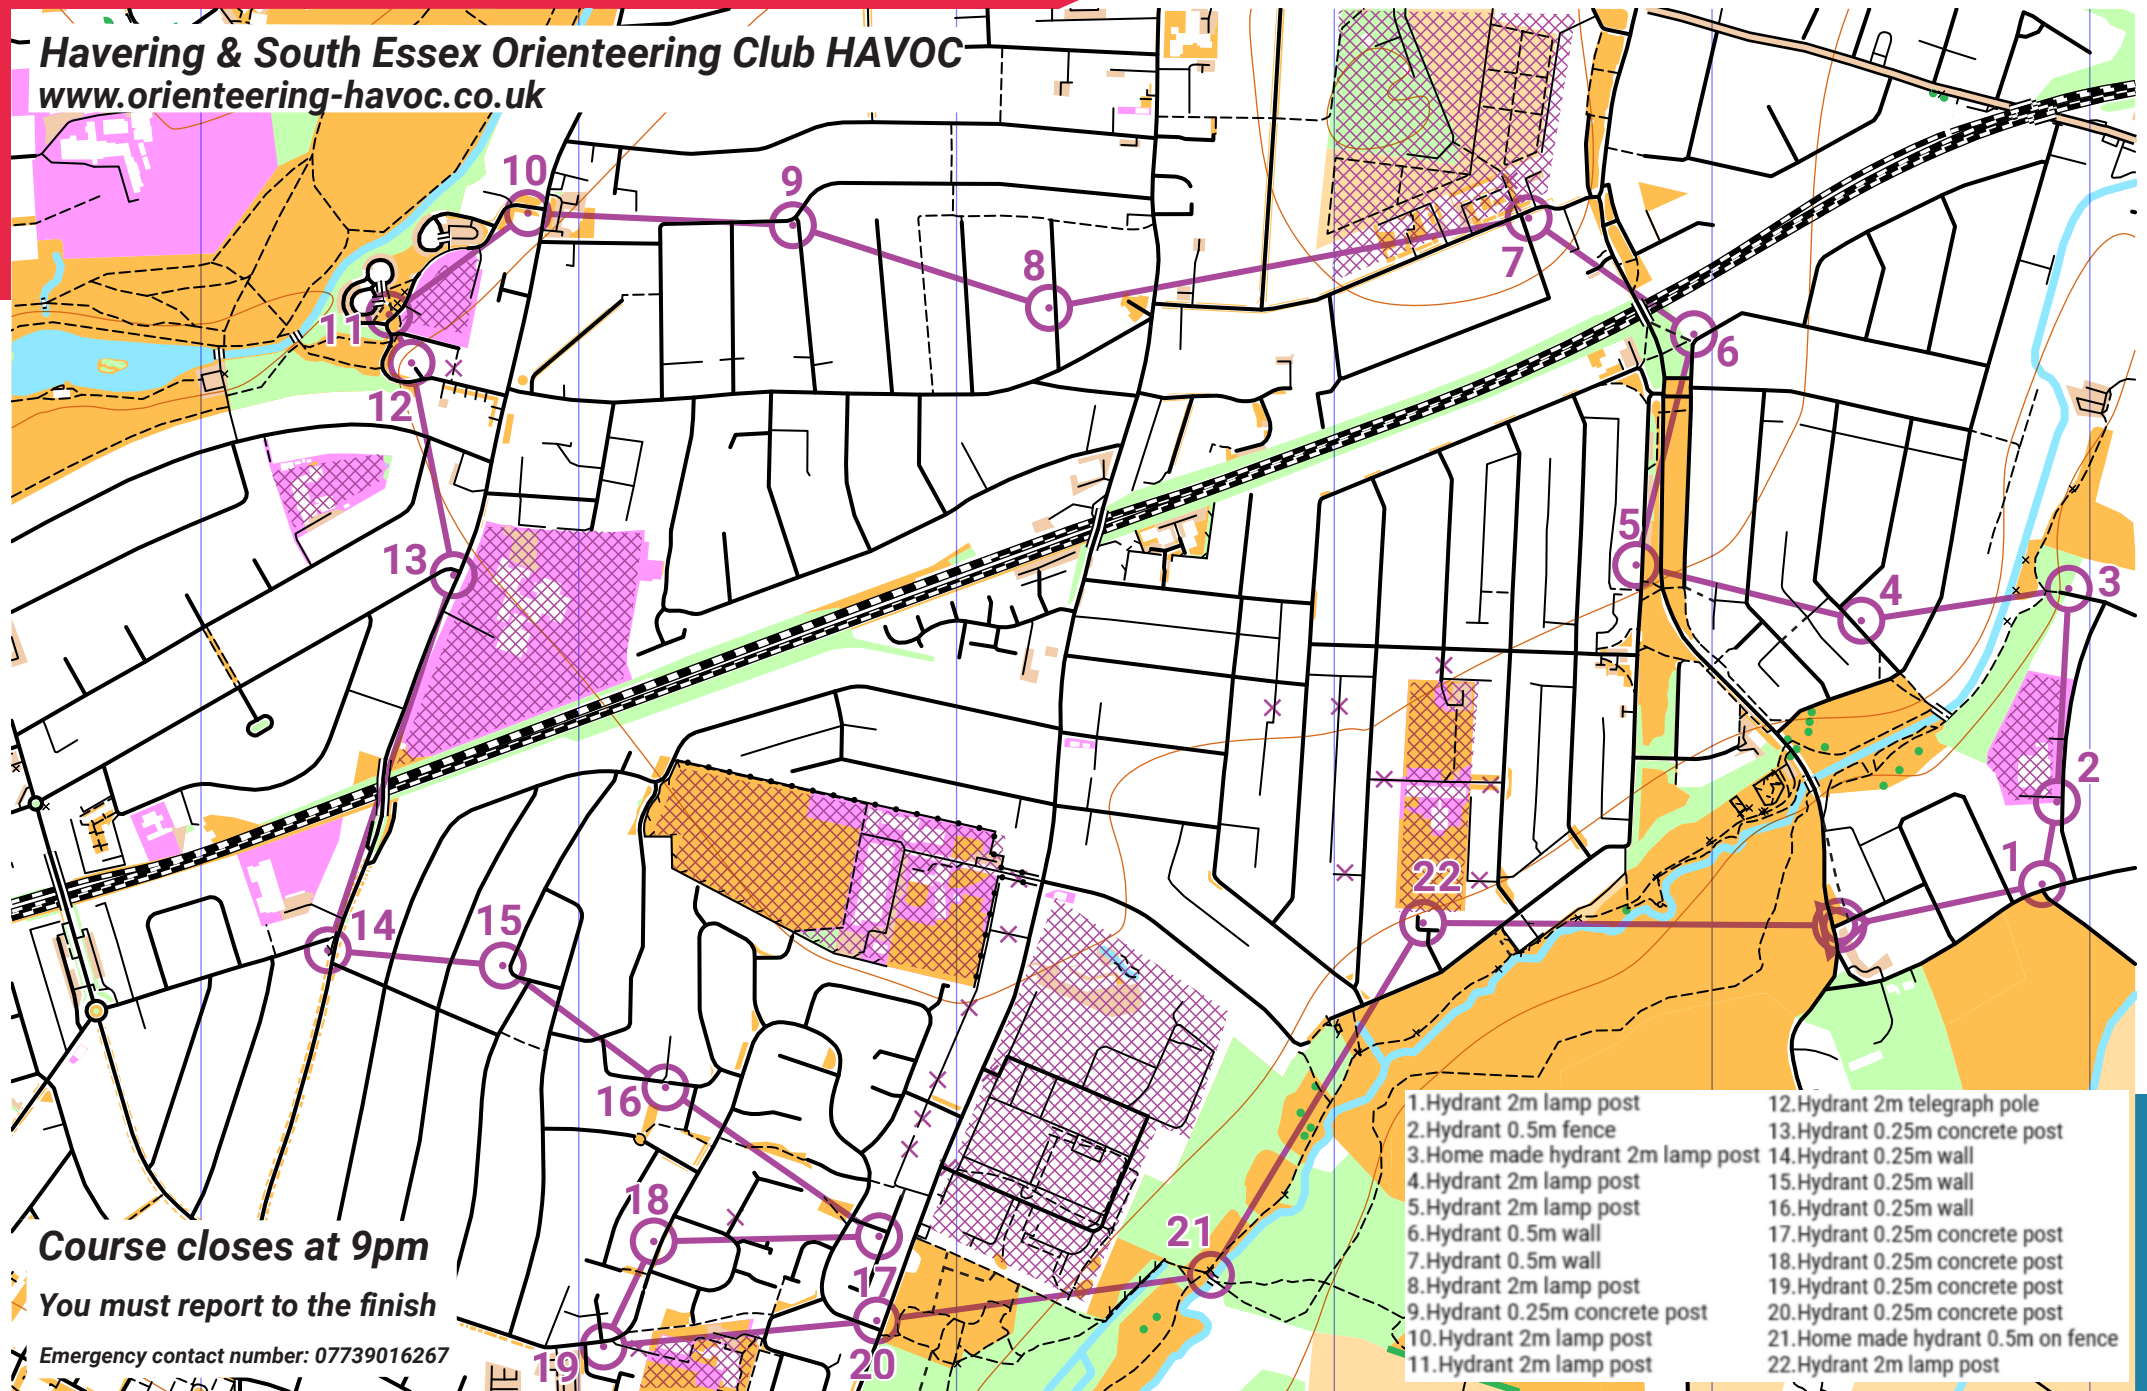 Havering & South Essex Orienteering Club HAVOC
www.orienteering-havoc.co.uk
10
9
8
7
6
11
12
5
13
4
3
2
1
22
14
15
16
18
17
21
19
20
Course closes at 9pm
You must report to the finish
Emergency contact number: 07739016267
1.Hydrant 2m lamp post
2.Hydrant 0.5m fence
3.Home made hydrant 2m lamp post
4.Hydrant 2m lamp post
5.Hydrant 2m lamp post
6.Hydrant 0.5m wall
7.Hydrant 0.5m wall
8.Hydrant 2m lamp post
9.Hydrant 0.25m concrete post
10.Hydrant 2m lamp post
11.Hydrant 2m lamp post
12.Hydrant 2m telegraph pole
13.Hydrant 0.25m concrete post
14.Hydrant 0.25m wall
15.Hydrant 0.25m wall
16.Hydrant 0.25m wall
17.Hydrant 0.25m concrete post
18.Hydrant 0.25m concrete post
19.Hydrant 0.25m concrete post
20.Hydrant 0.25m concrete post
21.Home made hydrant 0.5m on fence
22.Hydrant 2m lamp post